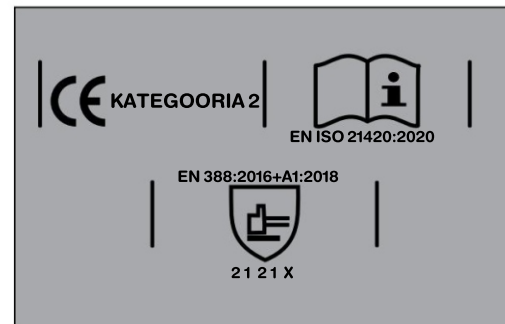 CE KATEGOORIA 2
i
EN ISO 21420:2020
EN 388:2016+A1:2018
2 1 2 1 X